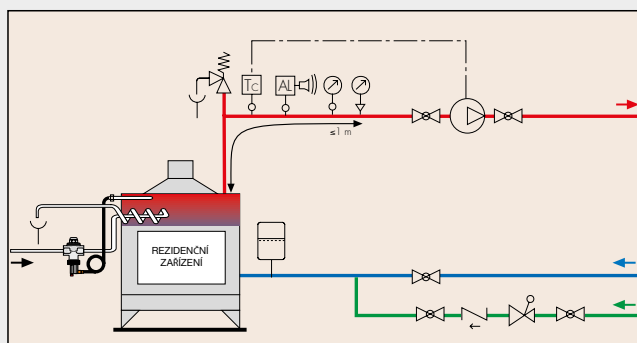 Tc
AL
≤1 m
REZIDENČNÍ
ZAŘÍZENÍ